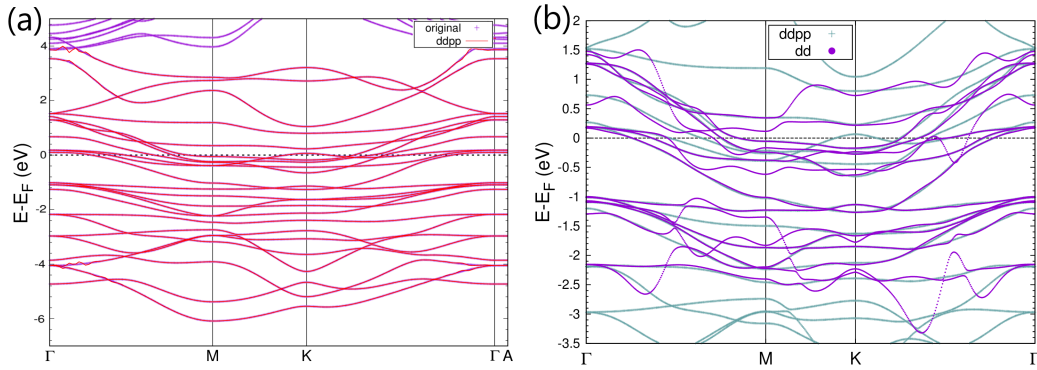 (a)
original
ddpp
E-E_F (eV)
4
2
0
-2
-4
-6
Γ M K Γ A
(b)
ddpp
dd
E-E_F (eV)
2
1.5
1
0.5
0
-0.5
-1
-1.5
-2
-2.5
-3
-3.5
Γ M K Γ